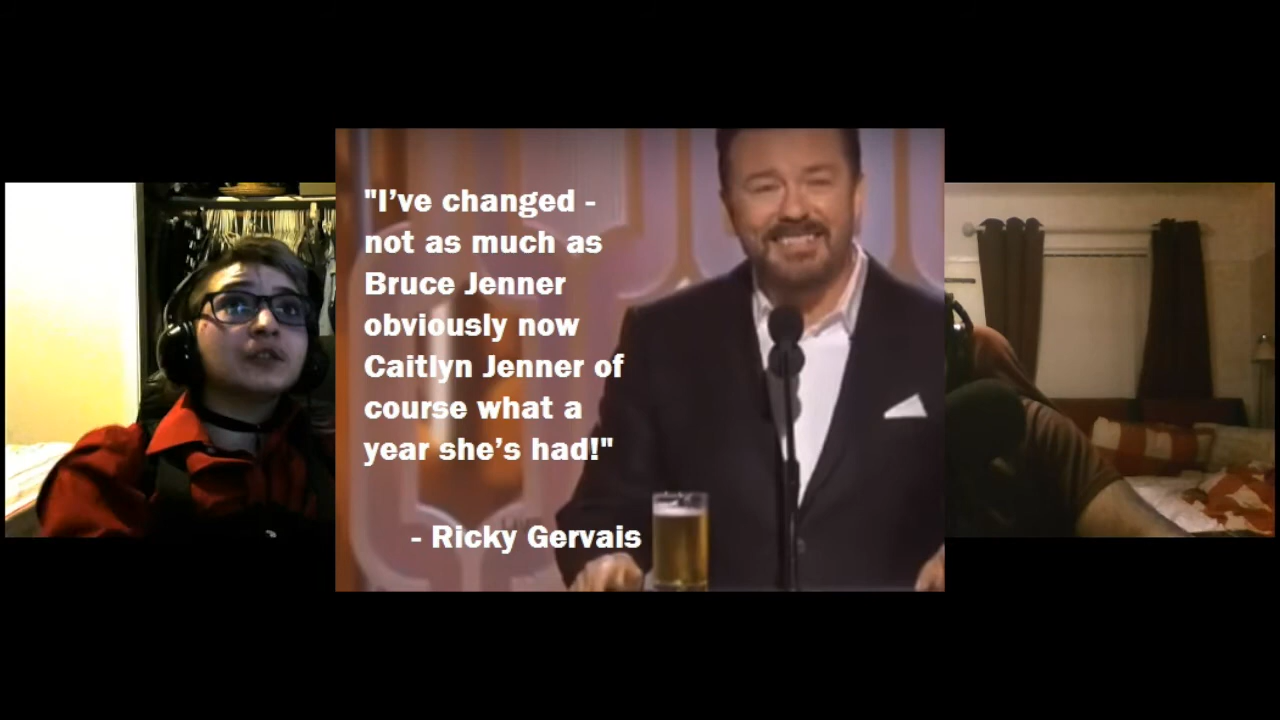 "I’ve changed -
not as much as
Bruce Jenner
obviously now
Caitlyn Jenner of
course what a
year she’s had!"
- Ricky Gervais